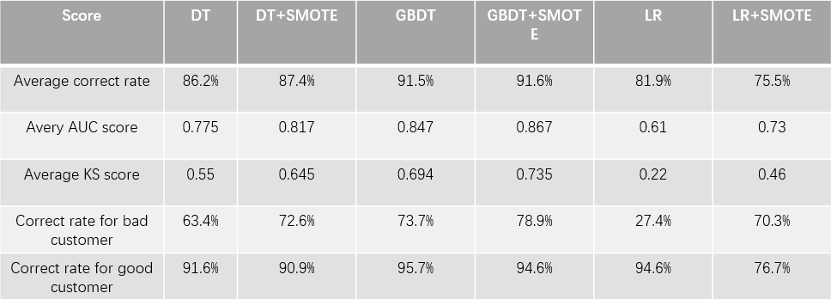 Score DT DT+SMOTE GBDT GBDT+SMOT LR LR+SMOTE
E
Average correct rate 86.2% 87.4% 91.5% 91.6% 81.9% 75.5%
Avery AUC score 0.775 0.817 0.847 0.867 0.61 0.73
Average KS score 0.55 0.645 0.694 0.735 0.22 0.46
Correct rate for bad 63.4% 72.6% 73.7% 78.9% 27.4% 70.3%
customer
Correct rate for good 91.6% 90.9% 95.7% 94.6% 94.6% 76.7%
customer